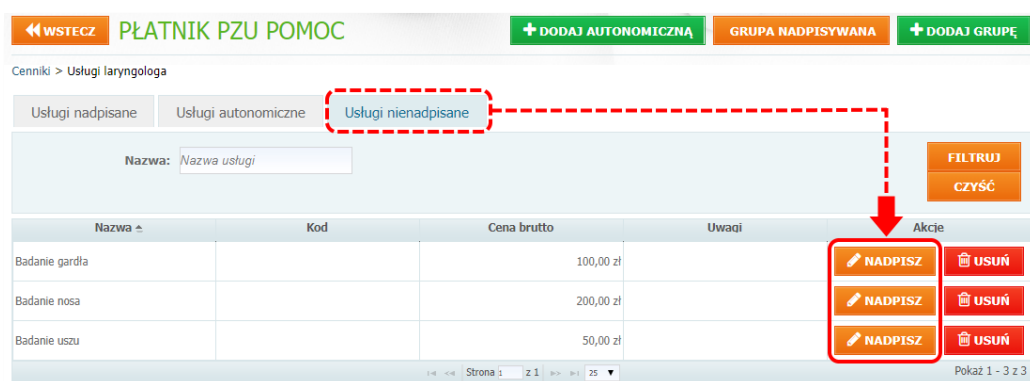 WSTECZ PŁATNIK PZU POMOC DODAJ AUTONOMICZNĄ GRUPA NADPISYWANA DODAJ GRUPĘ
Cenniki > Usługi laryngologa
Usługi nadpisane Usługi autonomiczne Usługi nienadpisane
Nazwa: Nazwa usługi FILTRUJ
CZYŚĆ
Nazwa Kod Cena brutto Uwagi Akcje
Badanie gardła 100,00 zł NADPISZ USUŃ
Badanie nosa 200,00 zł NADPISZ USUŃ
Badanie uszu 50,00 zł NADPISZ USUŃ
Strona 1 z 1 25 Pokaż 1 - 3 z 3